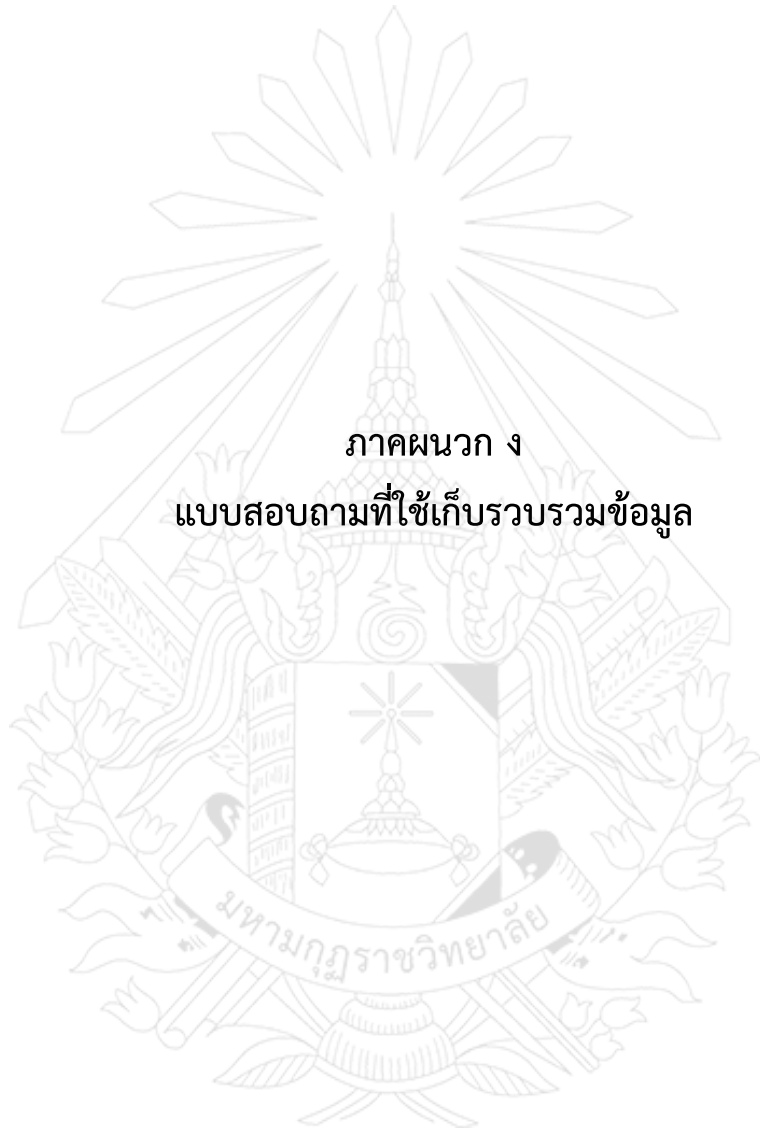 ภาคผนวก ง
แบบสอบถามที่ใช้เก็บรวบรวมข้อมูล
มหามกุฏราชวิทยาลัย